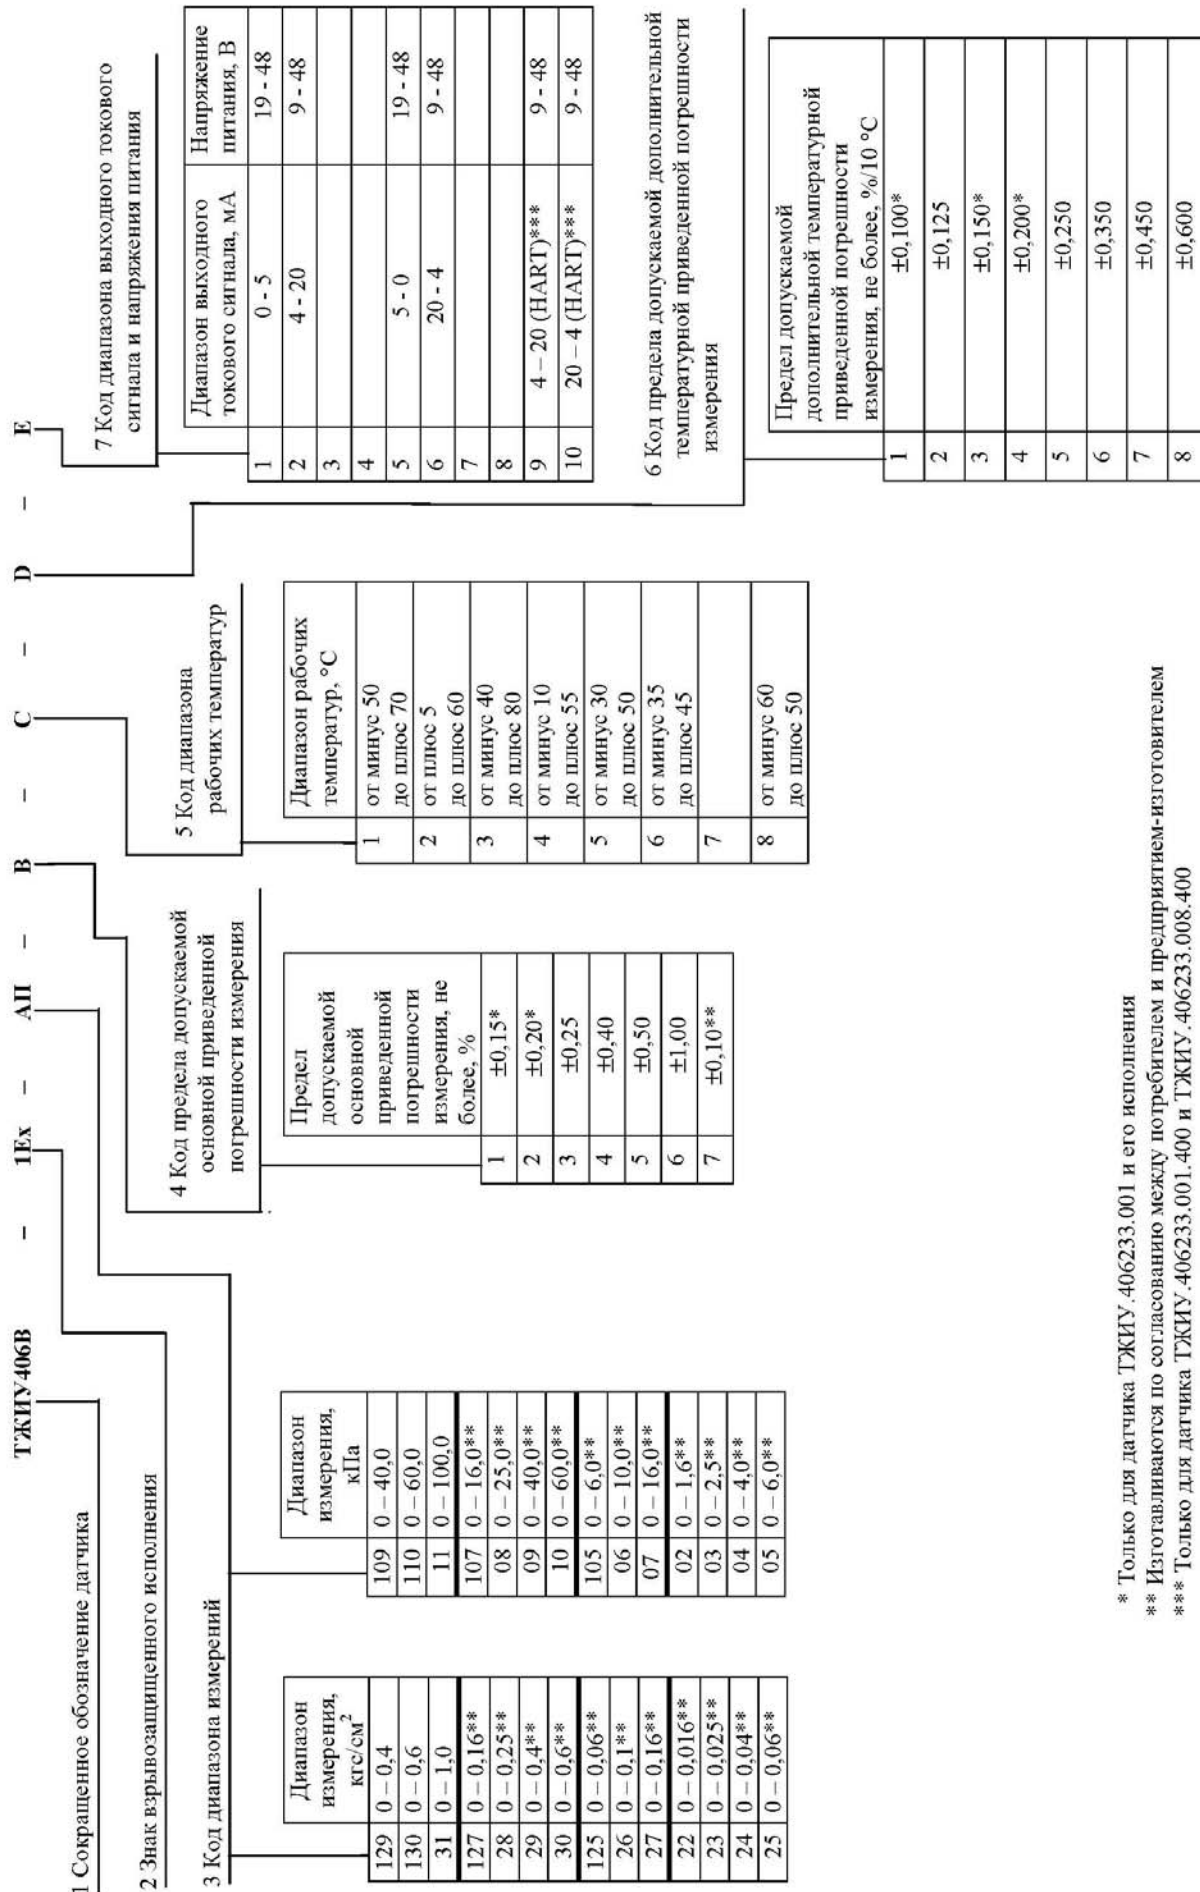 ТЖИУ406В – 1Ex – АП – В – С – D – Е
1 Сокращенное обозначение датчика
2 Знак взрывозащищенного исполнения
3 Код диапазона измерений
Диапазон
измерения,
кгс/см²
129 0 – 0,4
130 0 – 0,6
31 0 – 1,0
127 0 – 0,16**
28 0 – 0,25**
29 0 – 0,4**
30 0 – 0,6**
125 0 – 0,06**
26 0 – 0,1**
27 0 – 0,16**
22 0 – 0,016**
23 0 – 0,025**
24 0 – 0,04**
25 0 – 0,06**
Диапазон
измерения,
кПа
109 0 – 40,0
110 0 – 60,0
11 0 – 100,0
107 0 – 16,0**
08 0 – 25,0**
09 0 – 40,0**
10 0 – 60,0**
105 0 – 6,0**
06 0 – 10,0**
07 0 – 16,0**
02 0 – 1,6**
03 0 – 2,5**
04 0 – 4,0**
05 0 – 6,0**
4 Код предела допускаемой
основной приведенной
погрешности измерения
Предел
допускаемой
основной
приведенной
погрешности
измерения, не
более, %
1 ±0,15*
2 ±0,20*
3 ±0,25
4 ±0,40
5 ±0,50
6 ±1,00
7 ±0,10**
5 Код диапазона
рабочих температур
Диапазон рабочих
температур, °С
1 от минус 50
до плюс 70
2 от плюс 5
до плюс 60
3 от минус 40
до плюс 80
4 от минус 10
до плюс 55
5 от минус 30
до плюс 50
6 от минус 35
до плюс 45
7
8 от минус 60
до плюс 50
7 Код диапазона выходного токового
сигнала и напряжения питания
Диапазон выходного Напряжение
токового сигнала, мА питания, В
1 0 - 5 19 - 48
2 4 - 20 9 - 48
3
4
5 5 - 0 19 - 48
6 20 - 4 9 - 48
7
8
9 4 – 20 (HART)*** 9 - 48
10 20 – 4 (HART)*** 9 - 48
6 Код предела допускаемой дополнительной
температурной приведенной погрешности
измерения
Предел допускаемой
дополнительной температурной
приведенной погрешности
измерения, не более, %/10 °С
1 ±0,100*
2 ±0,125
3 ±0,150*
4 ±0,200*
5 ±0,250
6 ±0,350
7 ±0,450
8 ±0,600
* Только для датчика ТЖИУ.406233.001 и его исполнения
** Изготавливаются по согласованию между потребителем и предприятием-изготовителем
*** Только для датчика ТЖИУ.406233.001.400 и ТЖИУ.406233.008.400